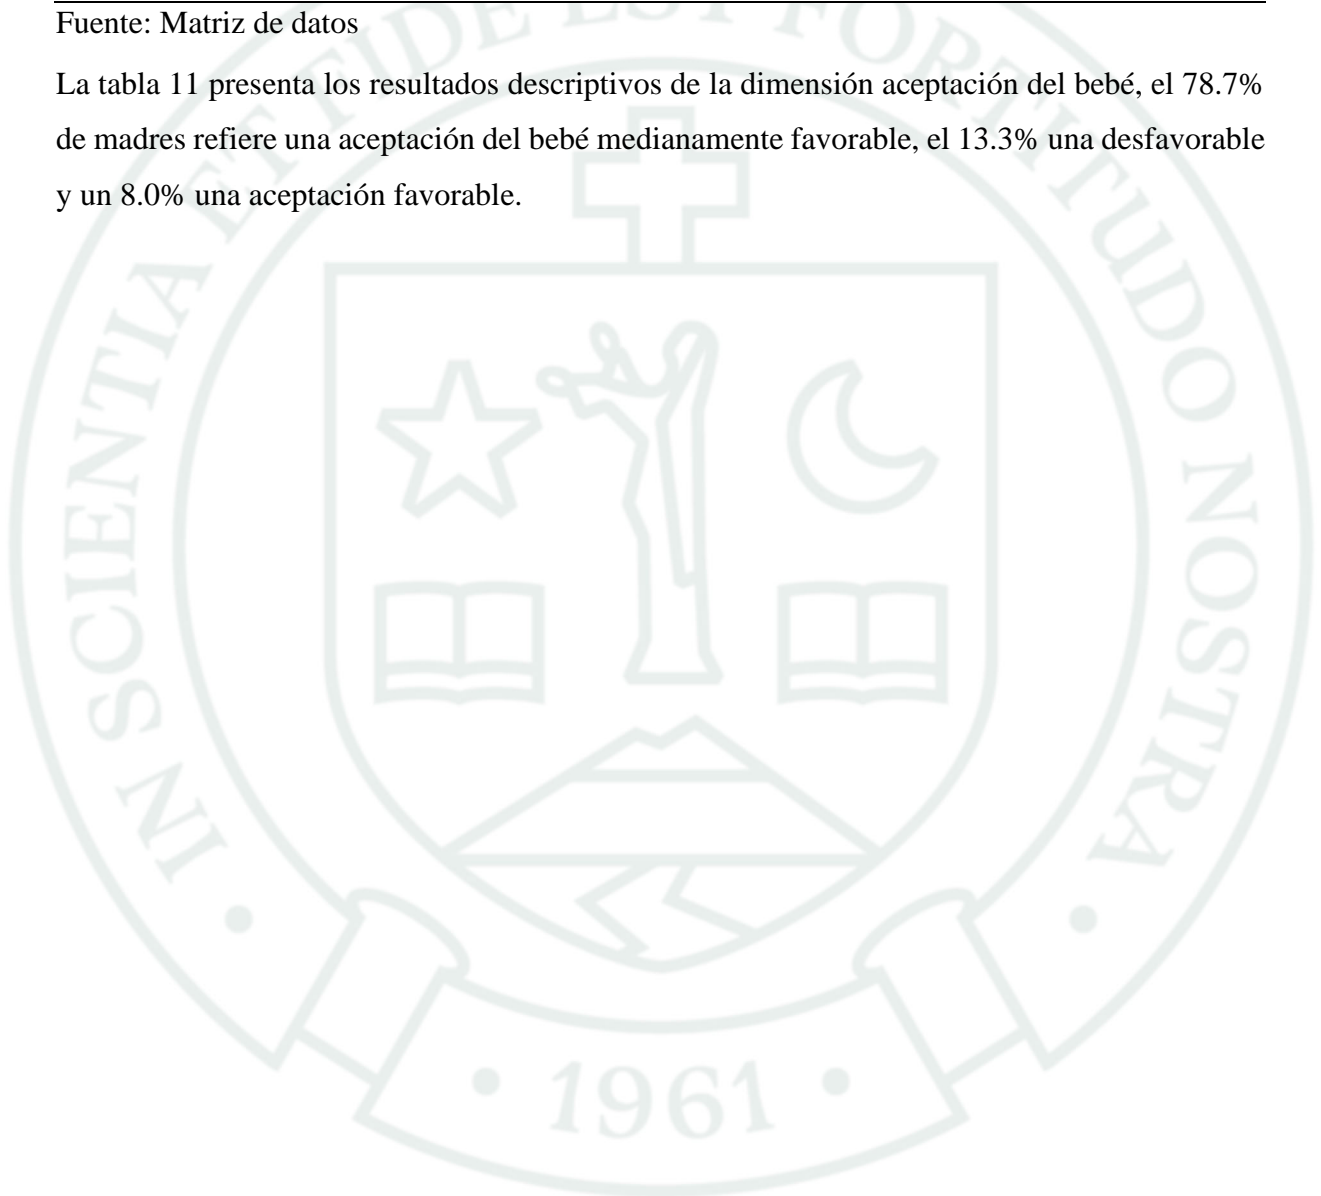 Fuente: Matriz de datos
La tabla 11 presenta los resultados descriptivos de la dimensión aceptación del bebé, el 78.7%
de madres refiere una aceptación del bebé medianamente favorable, el 13.3% una desfavorable
y un 8.0% una aceptación favorable.
IN SCIENTIA ET FIDE EST FORTITUDO NOSTRA
• 1961 •